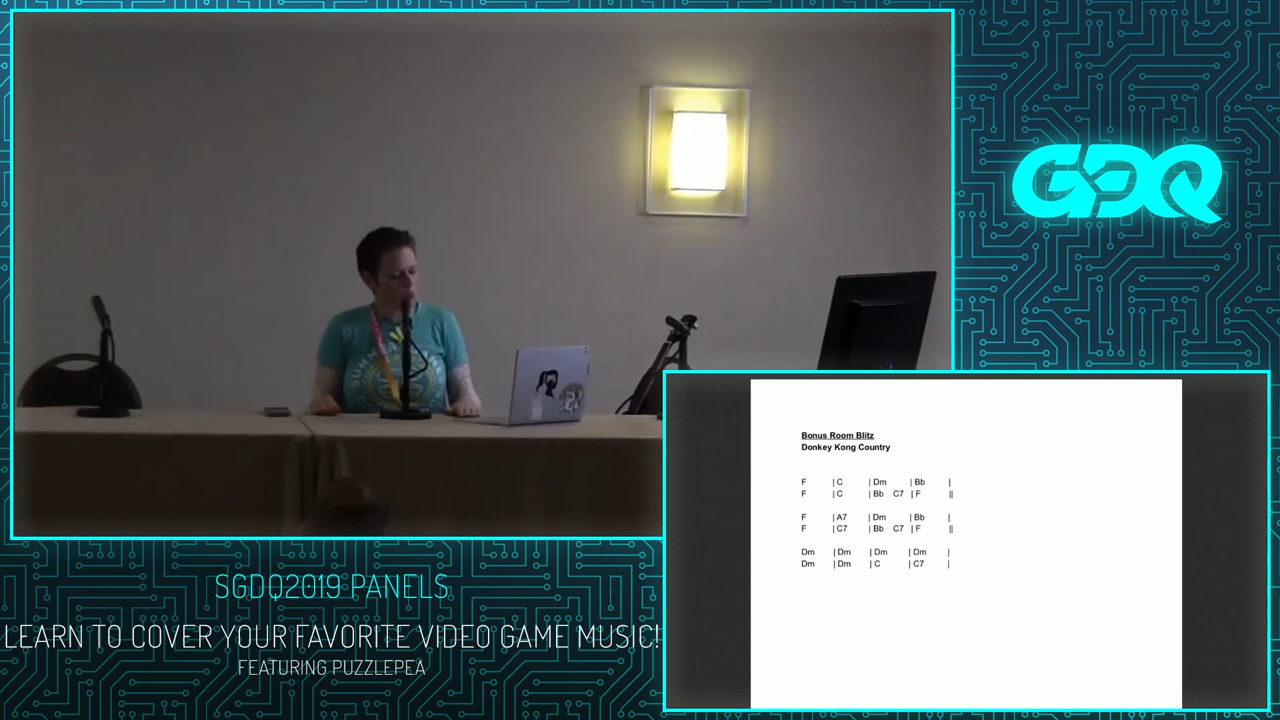 GDQ
Bonus Room Blitz
Donkey Kong Country
F | C | Dm | Bb |
F | C | Bb C7 | F ||
F | A7 | Dm | Bb |
F | C7 | Bb C7 | F ||
Dm | Dm | Dm | Dm |
Dm | Dm | C | C7 |
SGDQ2019 PANELS
LEARN TO COVER YOUR FAVORITE VIDEO GAME MUSIC!
FEATURING PUZZLEPEA